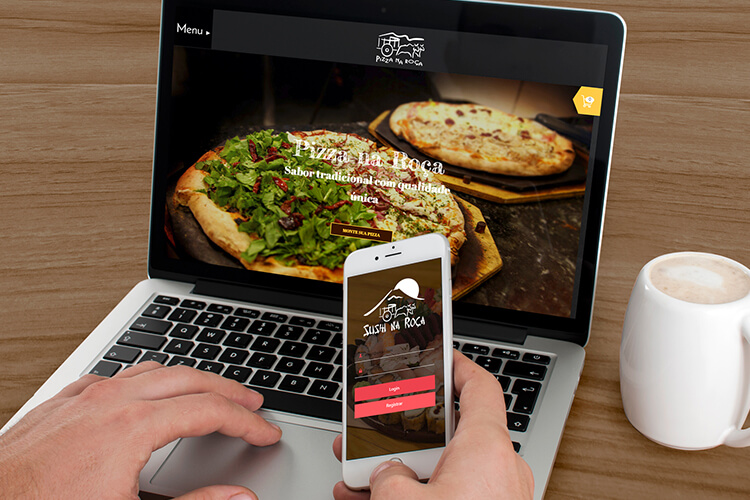 Menu ▸
PIZZA NA ROÇA
Pizza na Roça
Sabor tradicional com qualidade
única
MONTE SUA PIZZA
SUSHI NA ROÇA
Login
Registrar